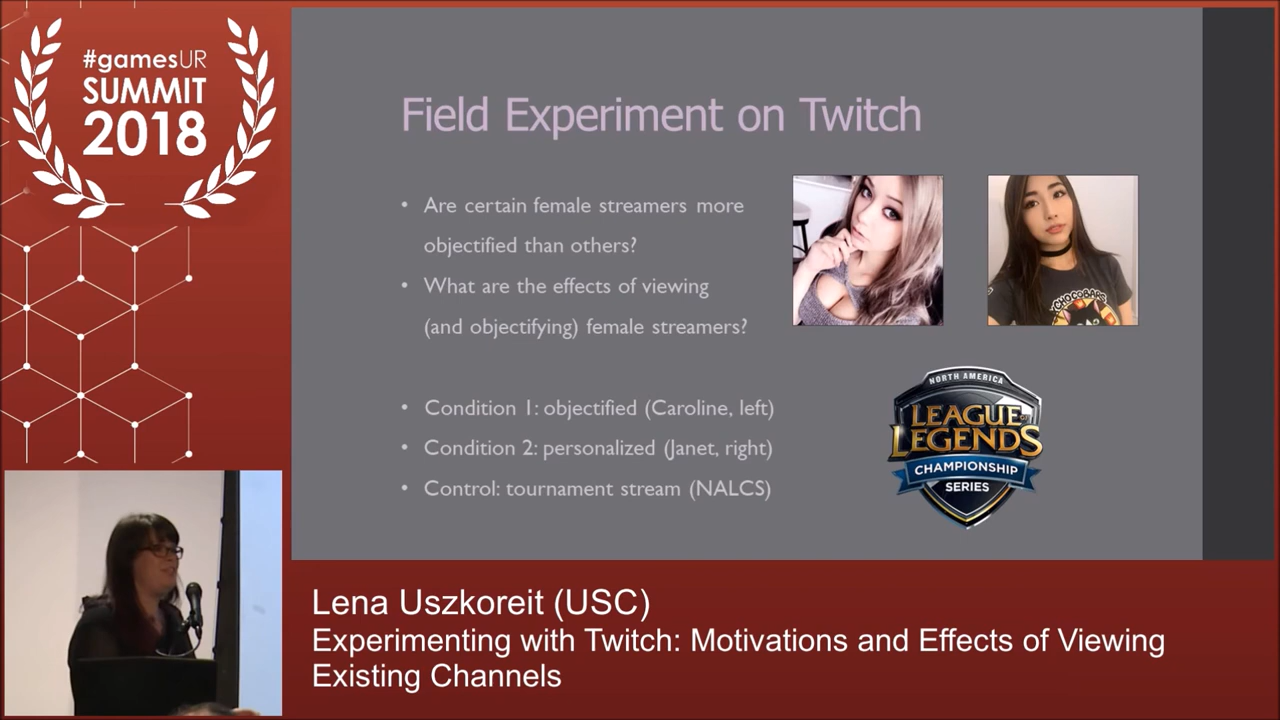 #gamesUR
SUMMIT
2018
Field Experiment on Twitch
• Are certain female streamers more
objectified than others?
• What are the effects of viewing
(and objectifying) female streamers?
• Condition 1: objectified (Caroline, left)
• Condition 2: personalized (Janet, right)
• Control: tournament stream (NALCS)
CHOCOBARS
NORTH AMERICA
LEAGUE OF
LEGENDS
CHAMPIONSHIP
SERIES
Lena Uszkoreit (USC)
Experimenting with Twitch: Motivations and Effects of Viewing
Existing Channels